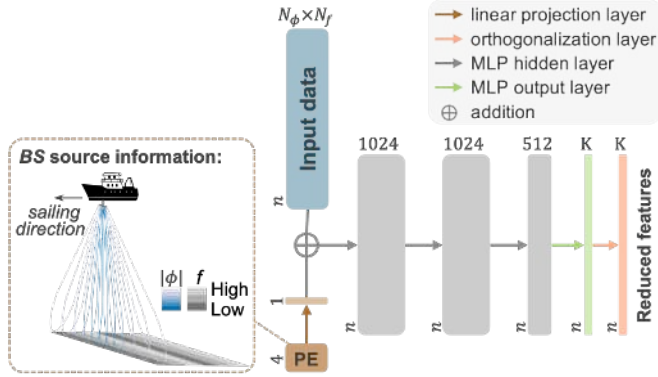 N_ϕ×N_f
Input data
n
linear projection layer
orthogonalization layer
MLP hidden layer
MLP output layer
addition
BS source information:
sailing
direction
|ϕ| f
High
Low
1
4
PE
1024 1024 512 K K
n n n n n
Reduced features